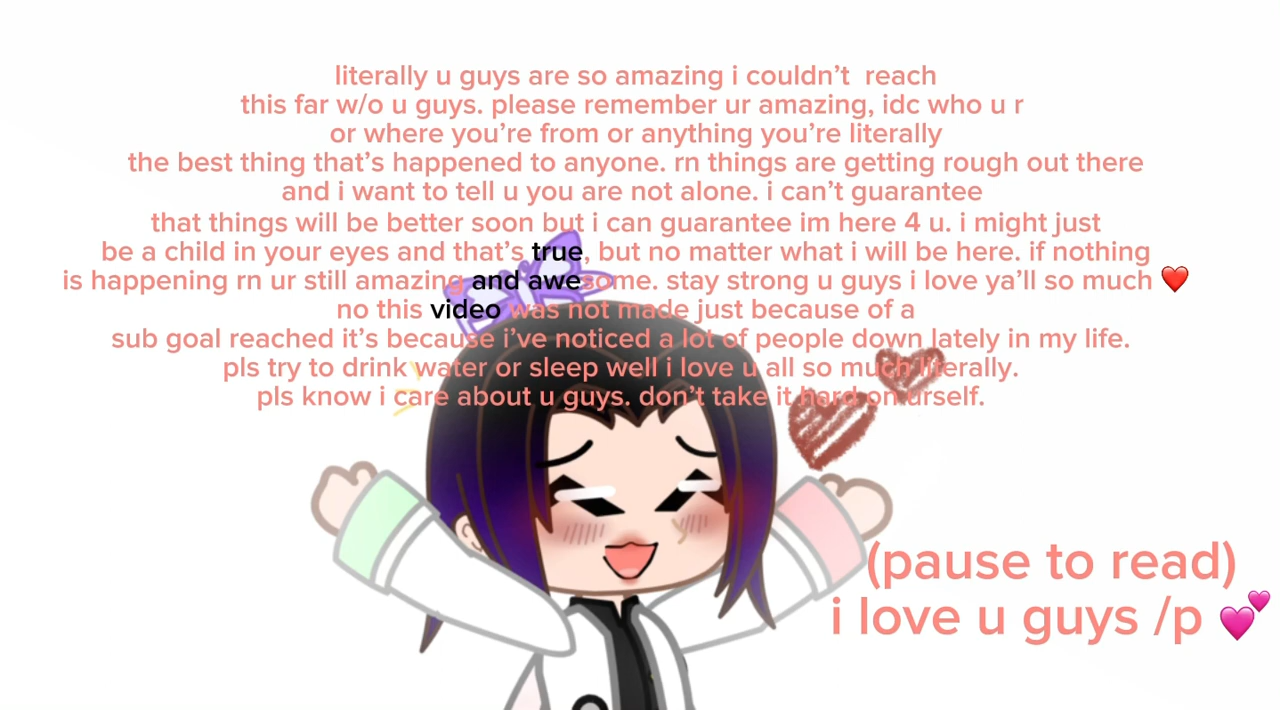 literally u guys are so amazing i couldn't  reach
this far w/o u guys. please remember ur amazing, idc who u r
or where you're from or anything you're literally
the best thing that's happened to anyone. rn things are getting rough out there
and i want to tell u you are not alone. i can't guarantee
that things will be better soon but i can guarantee im here 4 u. i might just
be a child in your eyes and that's true, but no matter what i will be here. if nothing
is happening rn ur still amazing and awesome. stay strong u guys i love ya'll so much ❤️
no this video was not made just because of a
sub goal reached it's because i've noticed a lot of people down lately in my life.
pls try to drink water or sleep well i love u all so much literally.
pls know i care about u guys. don't take it hard on urself.
(pause to read)
i love u guys /p 💕